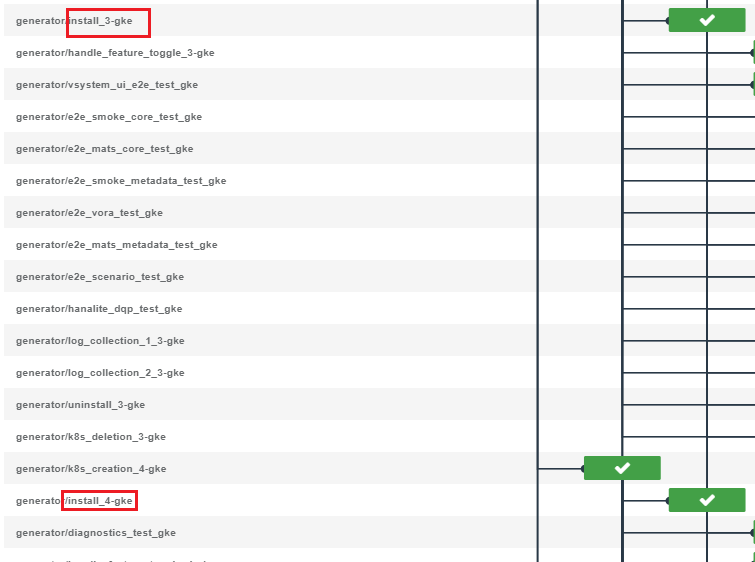 generator/install_3-gke
generator/handle_feature_toggle_3-gke
generator/vsystem_ui_e2e_test_gke
generator/e2e_smoke_core_test_gke
generator/e2e_mats_core_test_gke
generator/e2e_smoke_metadata_test_gke
generator/e2e_vora_test_gke
generator/e2e_mats_metadata_test_gke
generator/e2e_scenario_test_gke
generator/hanalite_dqp_test_gke
generator/log_collection_1_3-gke
generator/log_collection_2_3-gke
generator/uninstall_3-gke
generator/k8s_deletion_3-gke
generator/k8s_creation_4-gke
generator/install_4-gke
generator/diagnostics_test_gke